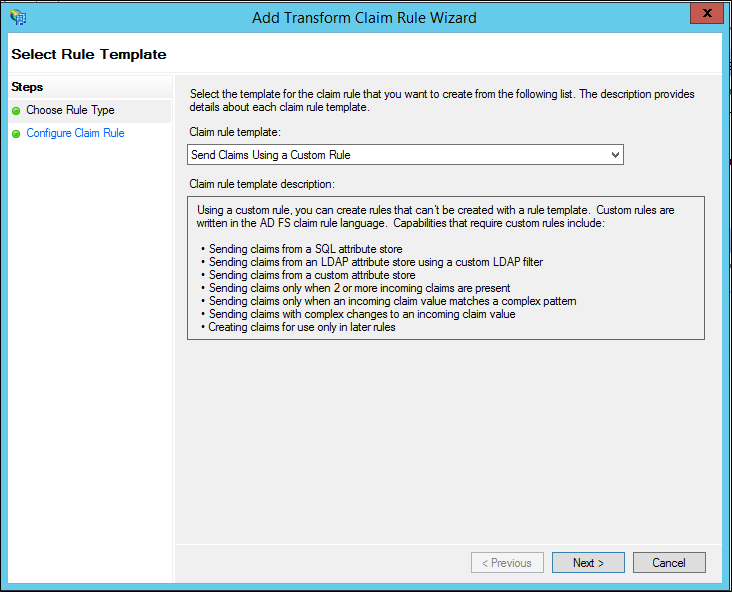 Add Transform Claim Rule Wizard
X
Select Rule Template
Steps
Choose Rule Type
Configure Claim Rule
Select the template for the claim rule that you want to create from the following list. The description provides
details about each claim rule template.
Claim rule template:
Send Claims Using a Custom Rule
Claim rule template description:
Using a custom rule, you can create rules that can't be created with a rule template. Custom rules are
written in the AD FS claim rule language. Capabilities that require custom rules include:
• Sending claims from a SQL attribute store
• Sending claims from an LDAP attribute store using a custom LDAP filter
• Sending claims from a custom attribute store
• Sending claims only when 2 or more incoming claims are present
• Sending claims only when an incoming claim value matches a complex pattern
• Sending claims with complex changes to an incoming claim value
• Creating claims for use only in later rules
< Previous
Next >
Cancel